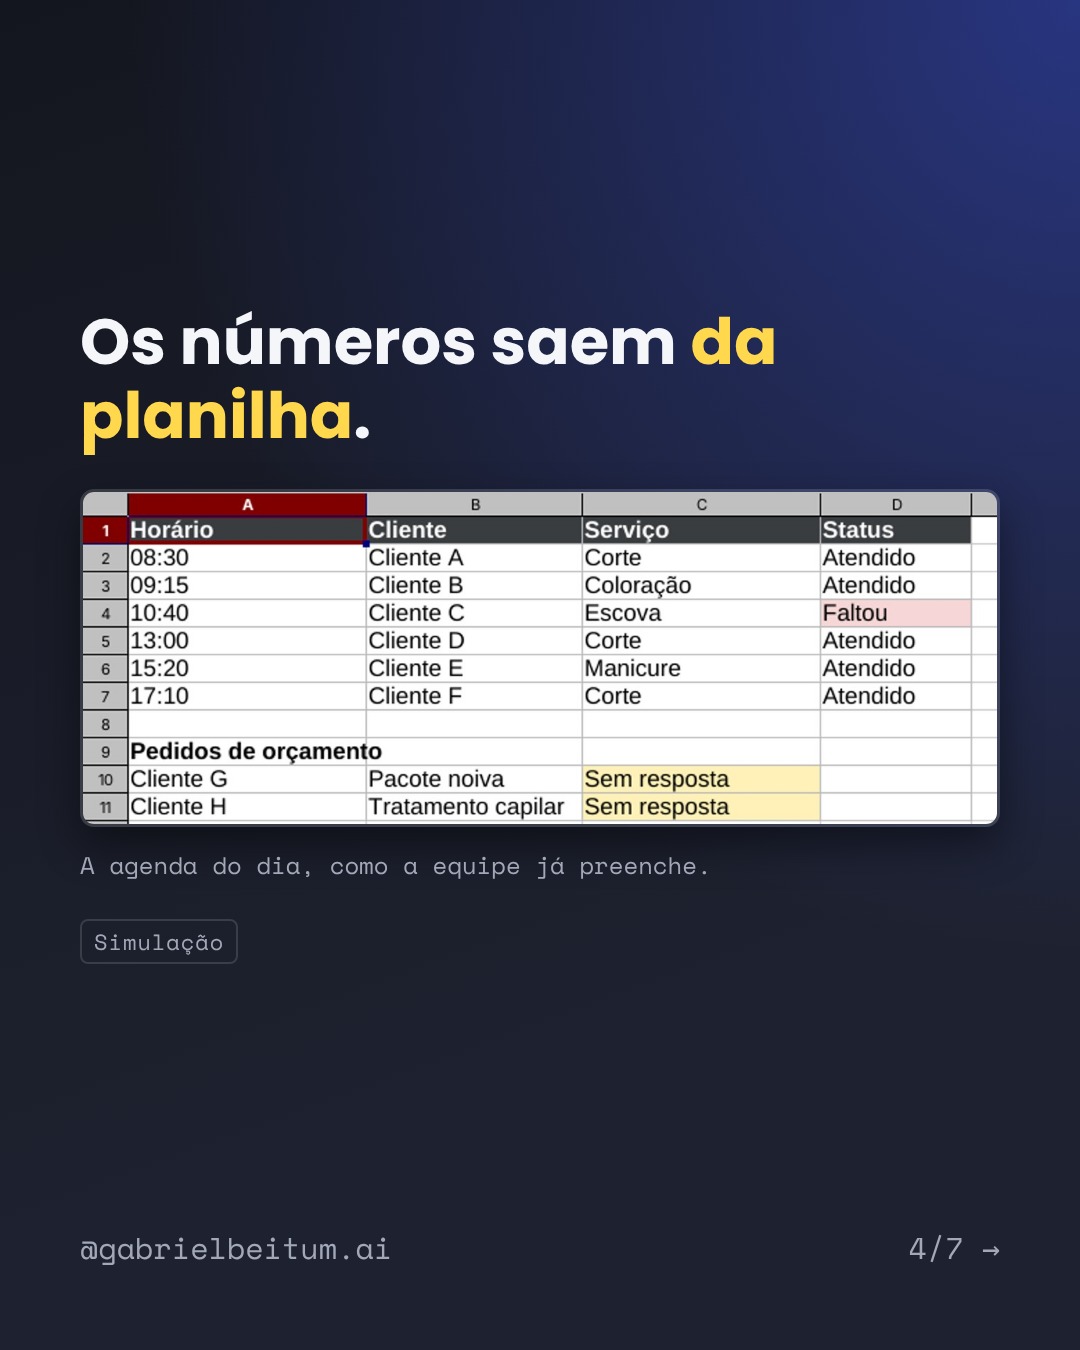 Os números saem da
planilha.
A B C D
1 Horário Cliente Serviço Status
2 08:30 Cliente A Corte Atendido
3 09:15 Cliente B Coloração Atendido
4 10:40 Cliente C Escova Faltou
5 13:00 Cliente D Corte Atendido
6 15:20 Cliente E Manicure Atendido
7 17:10 Cliente F Corte Atendido
8
9 Pedidos de orçamento
10 Cliente G Pacote noiva Sem resposta
11 Cliente H Tratamento capilar Sem resposta
A agenda do dia, como a equipe já preenche.
Simulação
@gabrielbeitum.ai 4/7 →